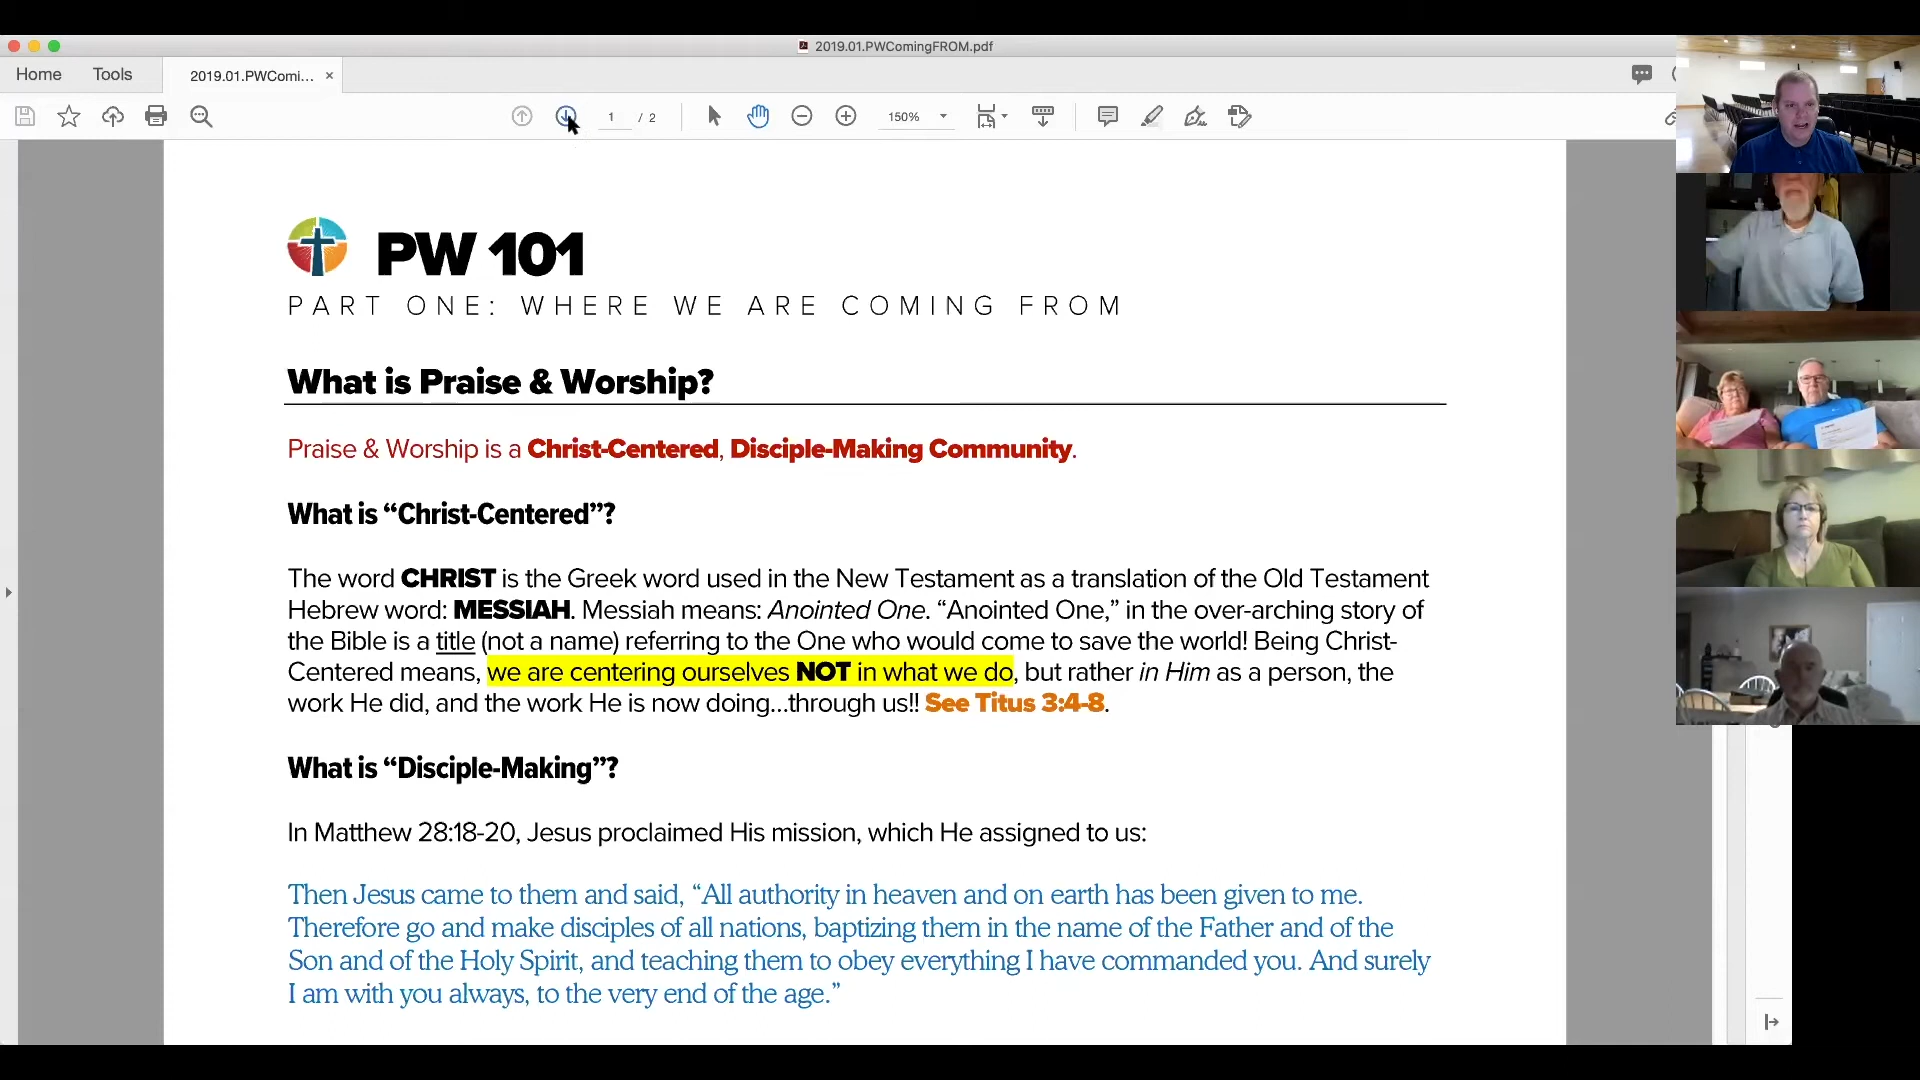 2019.01.PWComingFROM.pdf
Home Tools 2019.01.PWComi... ×
1 / 2 150%
PW 101
PART ONE: WHERE WE ARE COMING FROM
What is Praise & Worship?
Praise & Worship is a Christ-Centered, Disciple-Making Community.
What is “Christ-Centered”?
The word CHRIST is the Greek word used in the New Testament as a translation of the Old Testament
Hebrew word: MESSIAH. Messiah means: Anointed One. “Anointed One,” in the over-arching story of
the Bible is a title (not a name) referring to the One who would come to save the world! Being Christ-
Centered means, we are centering ourselves NOT in what we do, but rather in Him as a person, the
work He did, and the work He is now doing...through us!! See Titus 3:4-8.
What is “Disciple-Making”?
In Matthew 28:18-20, Jesus proclaimed His mission, which He assigned to us:
Then Jesus came to them and said, “All authority in heaven and on earth has been given to me.
Therefore go and make disciples of all nations, baptizing them in the name of the Father and of the
Son and of the Holy Spirit, and teaching them to obey everything I have commanded you. And surely
I am with you always, to the very end of the age.”